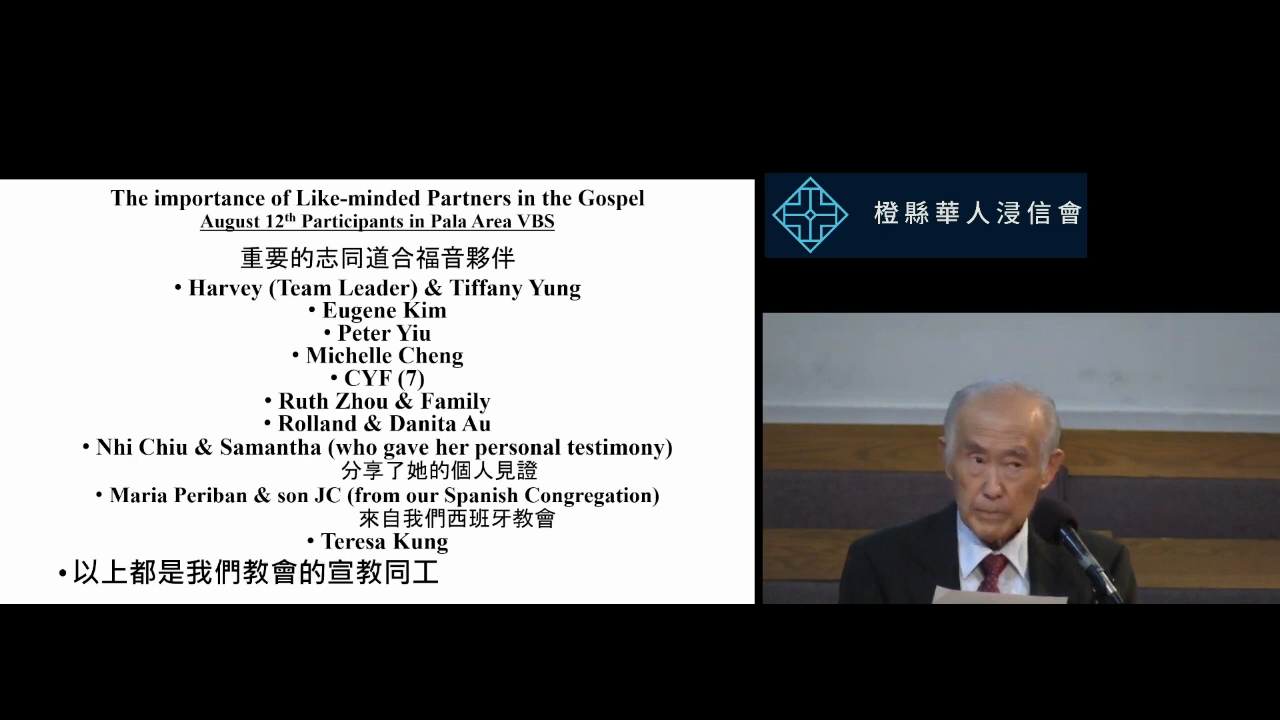 The importance of Like-minded Partners in the Gospel
August 12th Participants in Pala Area VBS
重要的志同道合福音夥伴
• Harvey (Team Leader) & Tiffany Yung
• Eugene Kim
• Peter Yiu
• Michelle Cheng
• CYF (7)
• Ruth Zhou & Family
• Rolland & Danita Au
• Nhi Chiu & Samantha (who gave her personal testimony)
分享了她的個人見證
• Maria Periban & son JC (from our Spanish Congregation)
來自我們西班牙教會
• Teresa Kung
• 以上都是我們教會的宣教同工
橙縣華人浸信會